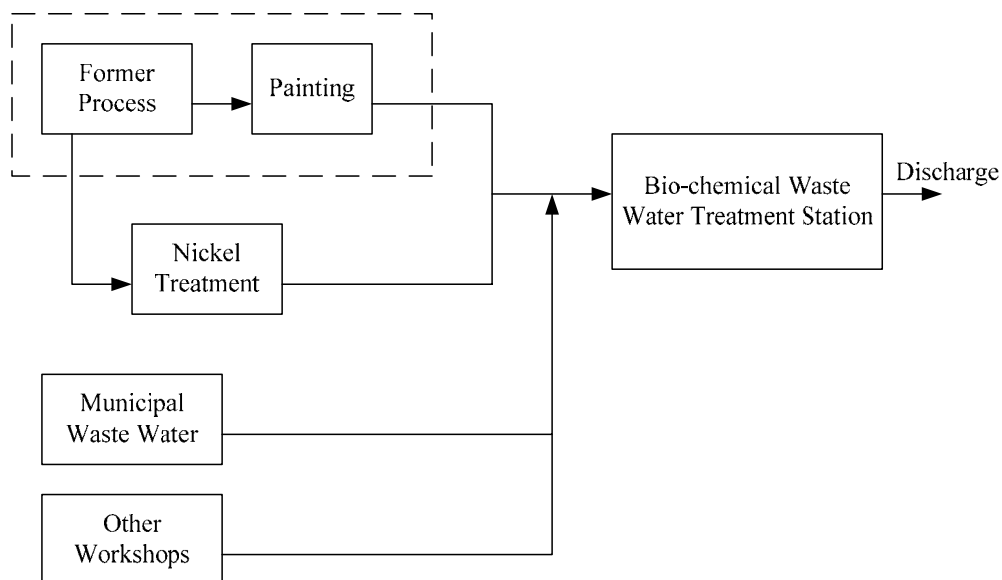 Former
Process
Painting
Bio-chemical Waste
Water Treatment Station
Discharge
Nickel
Treatment
Municipal
Waste Water
Other
Workshops